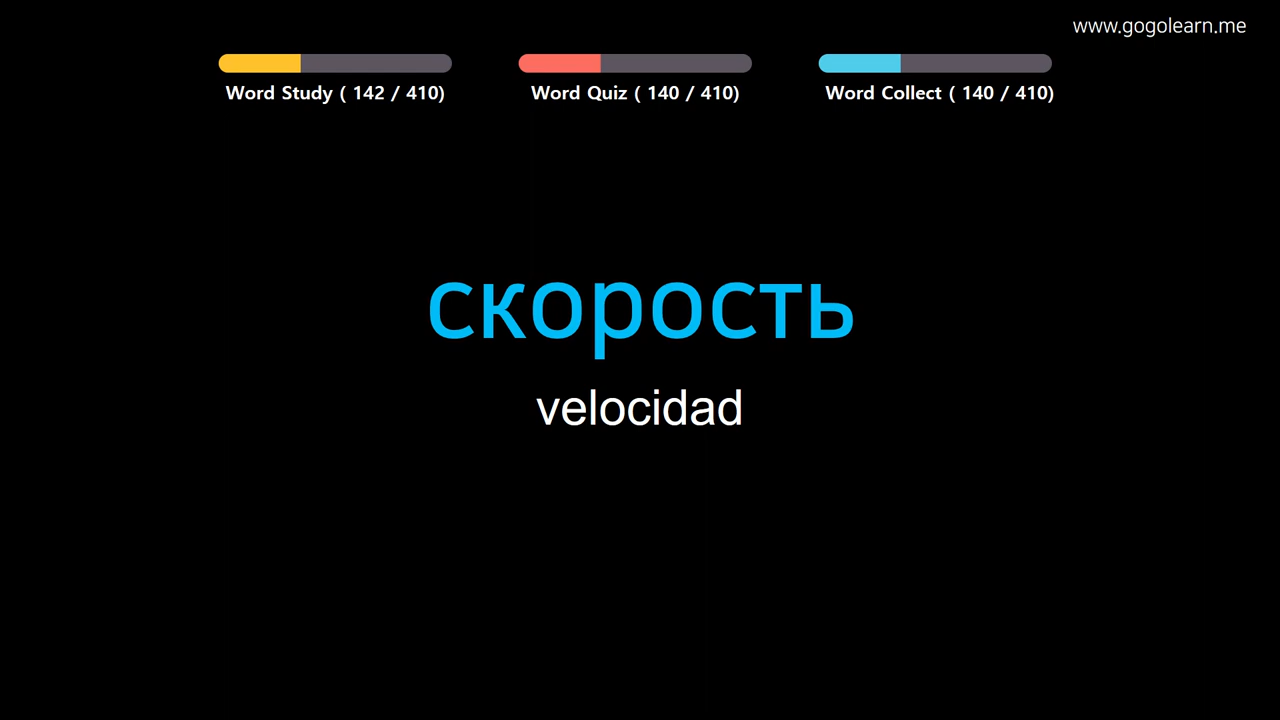 www.gogolearn.me
Word Study ( 142 / 410)
Word Quiz ( 140 / 410)
Word Collect ( 140 / 410)
скорость
velocidad